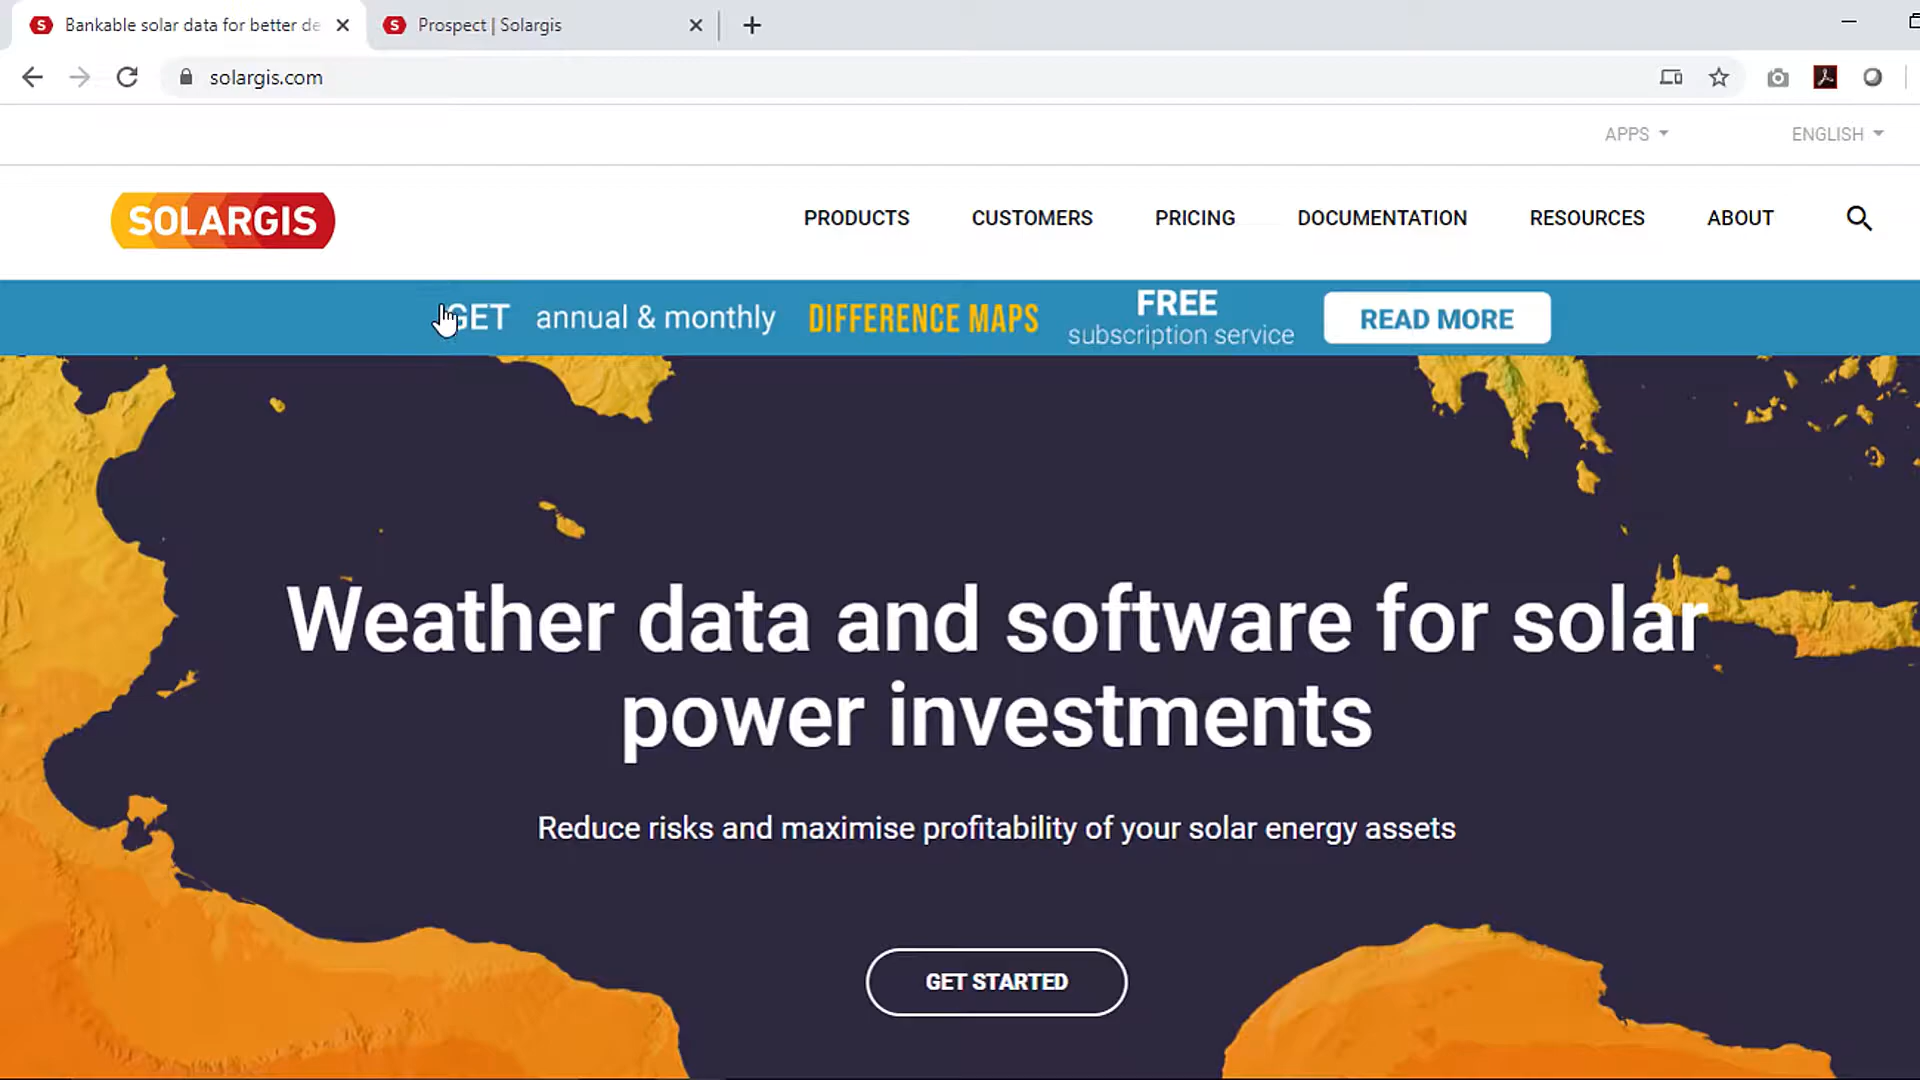 Bankable solar data for better de
Prospect | Solargis
solargis.com
APPS
ENGLISH
SOLARGIS
PRODUCTS
CUSTOMERS
PRICING
DOCUMENTATION
RESOURCES
ABOUT
GET annual & monthly DIFFERENCE MAPS FREE subscription service
READ MORE
Weather data and software for solar
power investments
Reduce risks and maximise profitability of your solar energy assets
GET STARTED